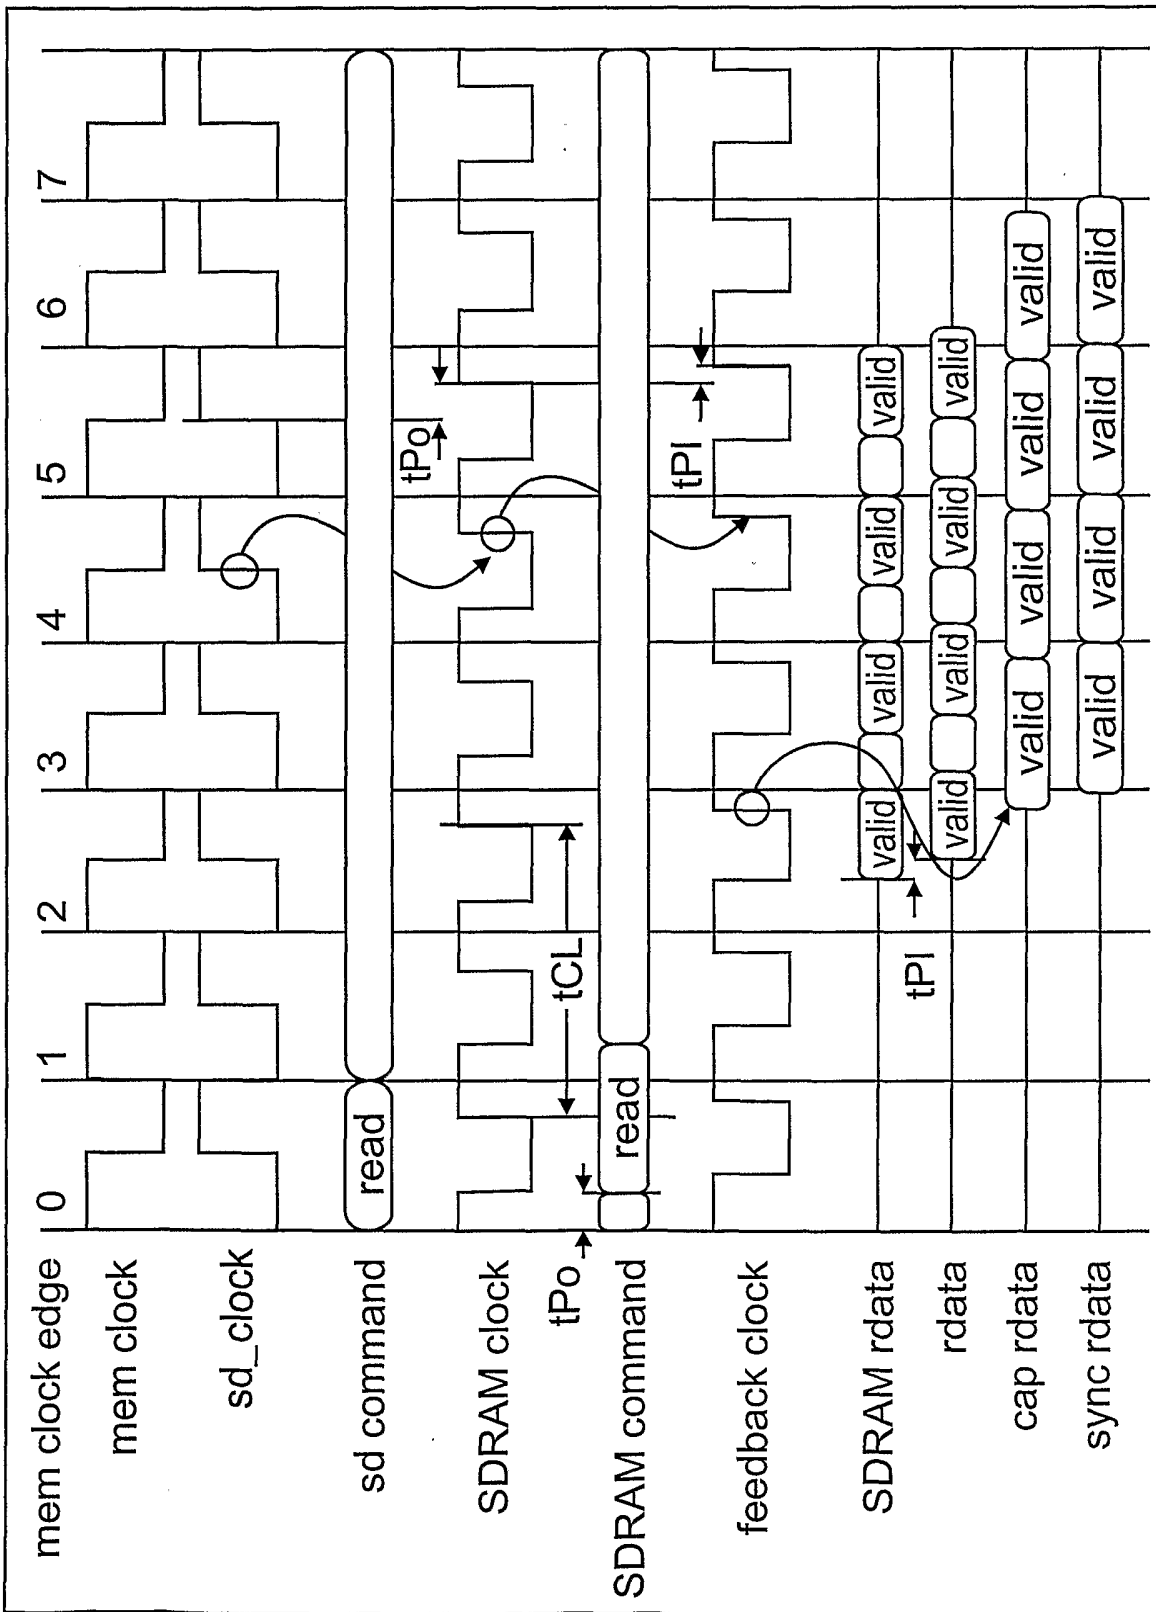 mem clock edge 0 1 2 3 4 5 6 7
mem clock
sd_clock
sd command read
tPo
SDRAM clock
tPo tCL
SDRAM command read
tPI
feedback clock
SDRAM rdata valid valid valid valid
tPI
rdata valid valid valid valid
cap rdata valid valid valid valid
sync rdata valid valid valid valid